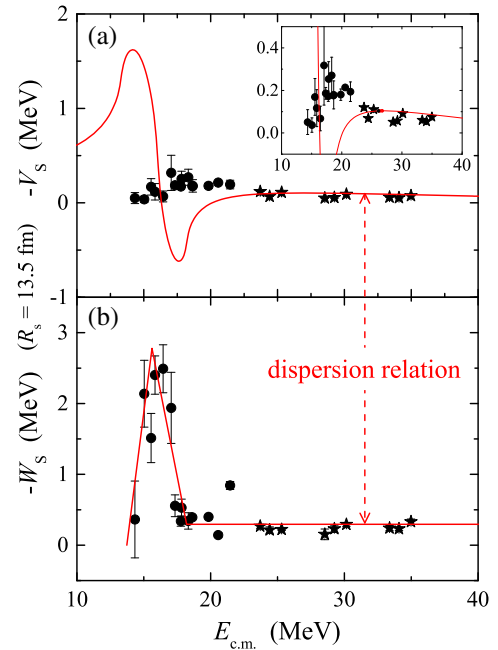 (a)
2
1
0
-1
-V_S (MeV)
0.4
0.2
0.0
10 20 30 40
(b)
3
2
1
0
-W_S (MeV) (R_s = 13.5 fm)
dispersion relation
10 20 30 40
E_c.m. (MeV)